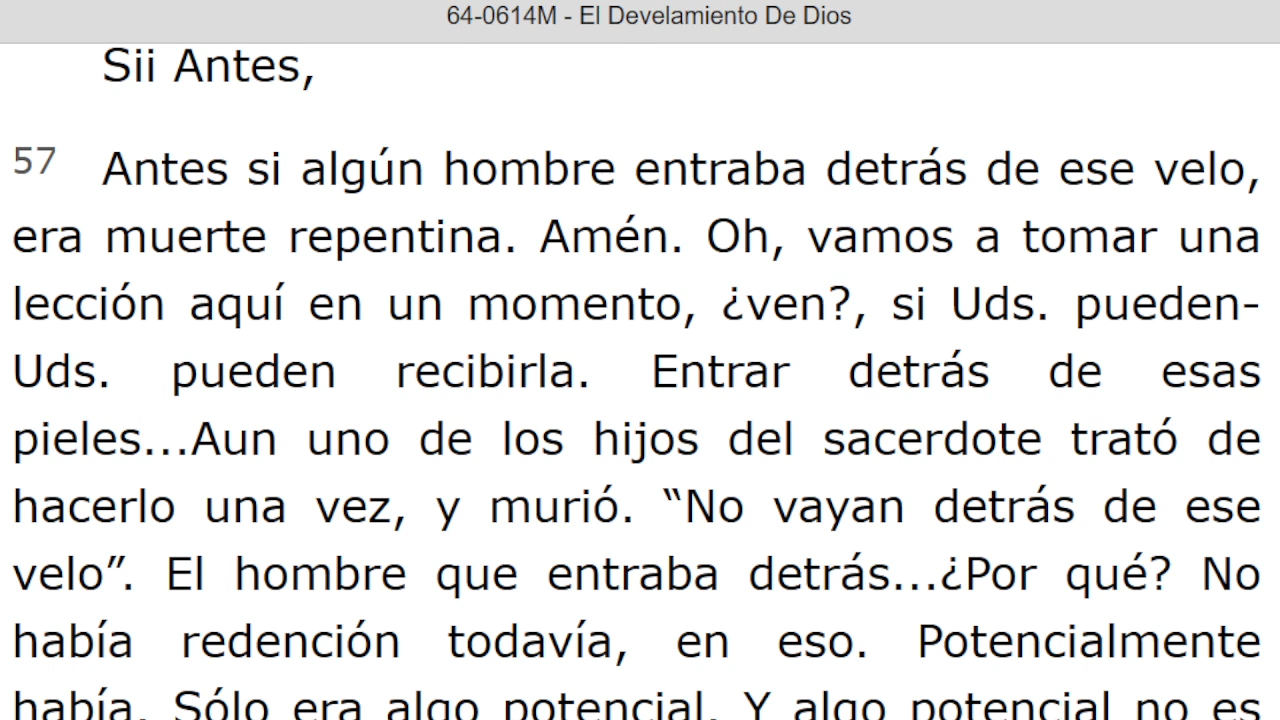 64-0614M - El Develamiento De Dios
Sii Antes,
57 Antes si algún hombre entraba detrás de ese velo,
era muerte repentina. Amén. Oh, vamos a tomar una
lección aquí en un momento, ¿ven?, si Uds. pueden-
Uds. pueden recibirla. Entrar detrás de esas
pieles...Aun uno de los hijos del sacerdote trató de
hacerlo una vez, y murió. “No vayan detrás de ese
velo”. El hombre que entraba detrás...¿Por qué? No
había redención todavía, en eso. Potencialmente
había. Sólo era algo potencial. Y algo potencial no es